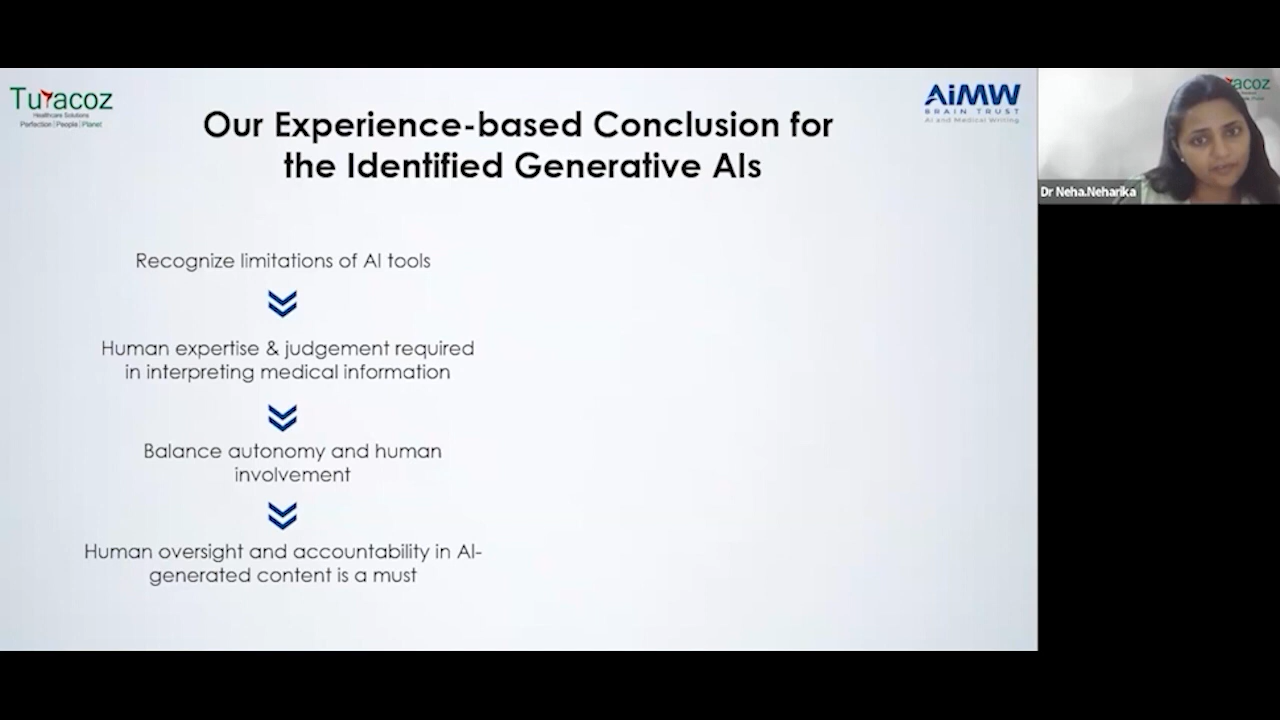 Turacoz
Healthcare Solutions
Perfection|People|Planet
AiMW
BRAIN TRUST
AI and Medical Writing
Our Experience-based Conclusion for
the Identified Generative AIs
Recognize limitations of AI tools
Human expertise & judgement required
in interpreting medical information
Balance autonomy and human
involvement
Human oversight and accountability in AI-
generated content is a must
acoz
Dr Neha.Neharika